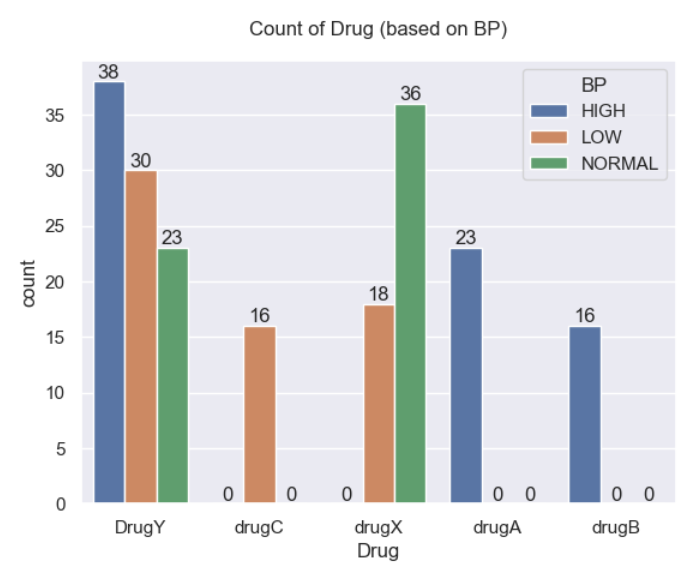 Count of Drug (based on BP)
BP
HIGH
LOW
NORMAL
count
35
30
25
20
15
10
5
0
38
30
23
0
16
0
0
18
36
23
0
0
16
0
0
DrugY
drugC
drugX
drugA
drugB
Drug